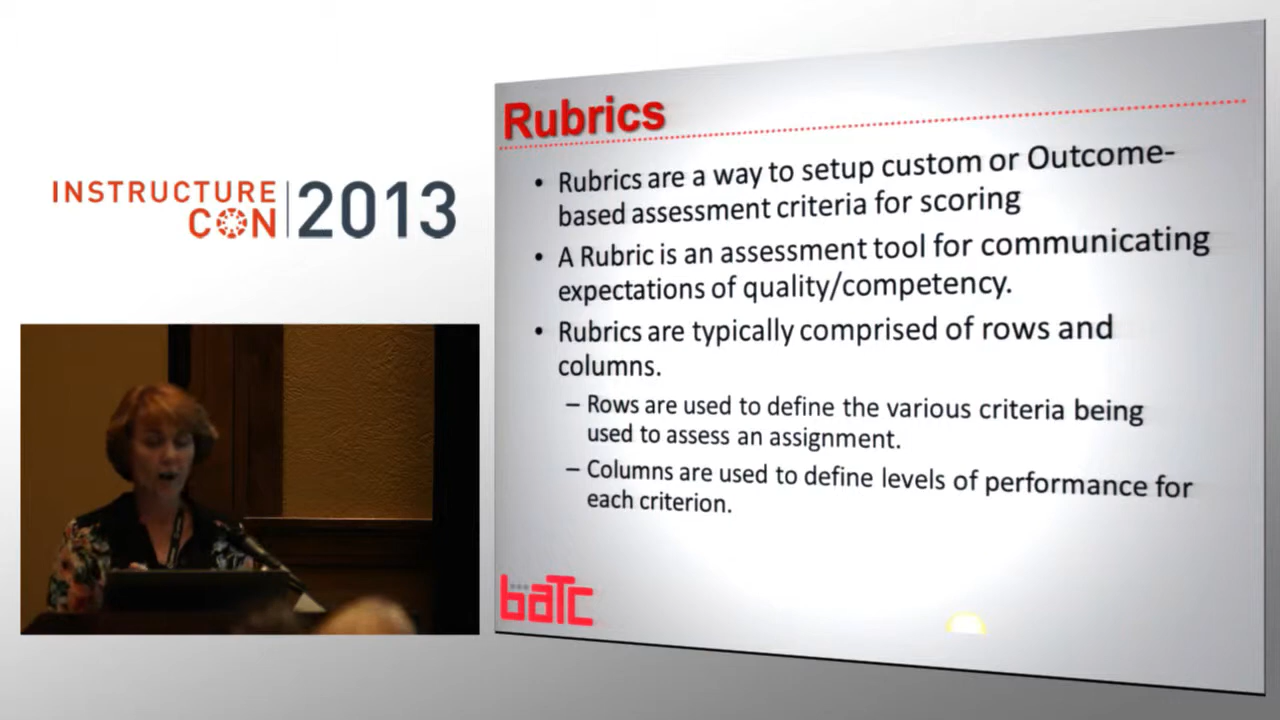 INSTRUCTURE
CON 2013
Rubrics
• Rubrics are a way to setup custom or Outcome-
based assessment criteria for scoring
• A Rubric is an assessment tool for communicating
expectations of quality/competency.
• Rubrics are typically comprised of rows and
columns.
– Rows are used to define the various criteria being
used to assess an assignment.
– Columns are used to define levels of performance for
each criterion.
baTc